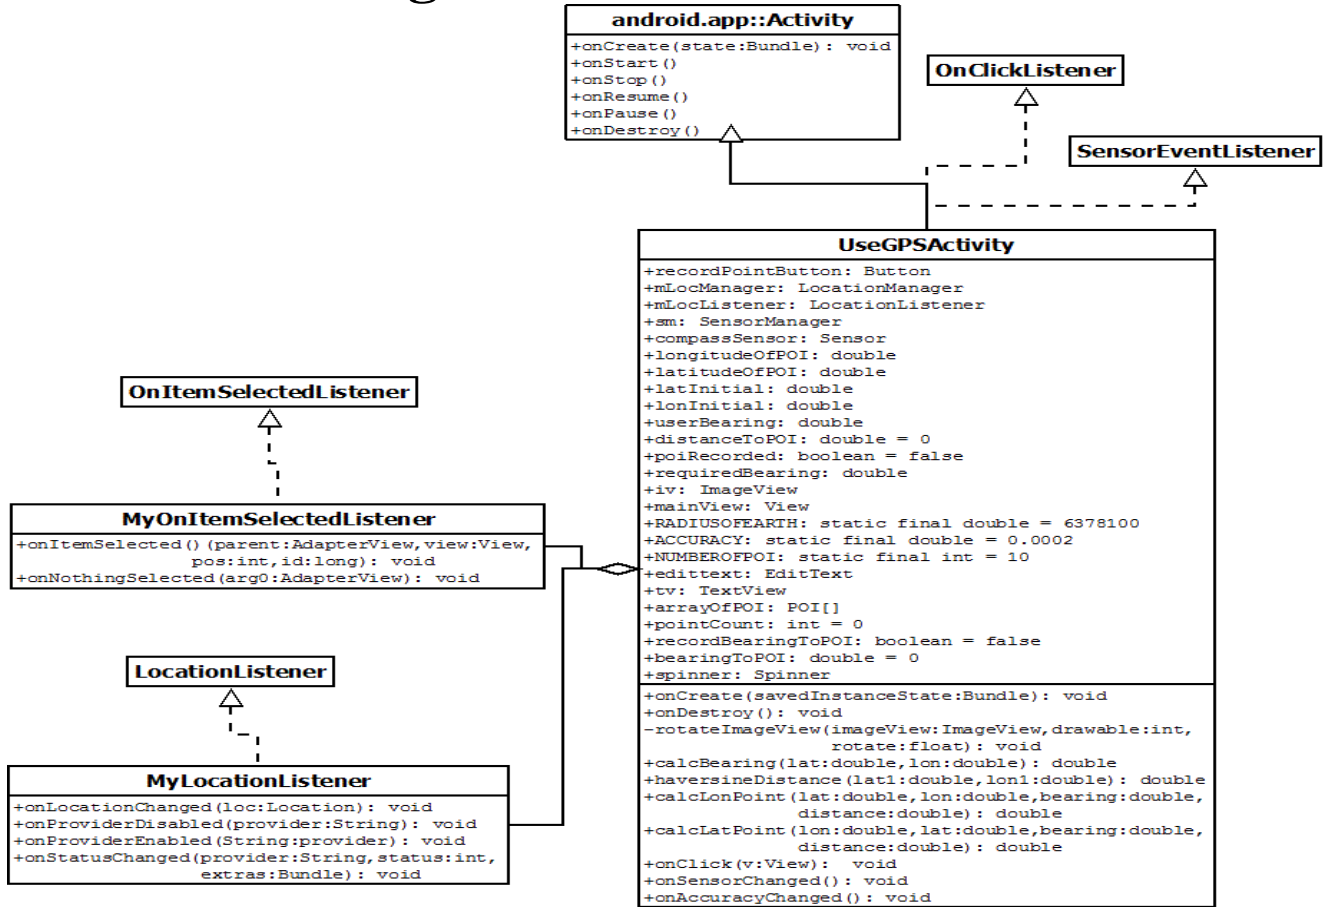 android.app::Activity
+onCreate(state:Bundle): void
+onStart()
+onStop()
+onResume()
+onPause()
+onDestroy()
OnClickListener
SensorEventListener
UseGPSActivity
+recordPointButton: Button
+mLocManager: LocationManager
+mLocListener: LocationListener
+sm: SensorManager
+compassSensor: Sensor
+longitudeOfPOI: double
+latitudeOfPOI: double
+latInitial: double
+lonInitial: double
+userBearing: double
+distanceToPOI: double = 0
+poiRecorded: boolean = false
+requiredBearing: double
+iv: ImageView
+mainView: View
+RADIUSOFEARTH: static final double = 6378100
+ACCURACY: static final double = 0.0002
+NUMBEROFPOI: static final int = 10
+edittext: EditText
+tv: TextView
+arrayOfPOI: POI[]
+pointCount: int = 0
+recordBearingToPOI: boolean = false
+bearingToPOI: double = 0
+spinner: Spinner
+onCreate(savedInstanceState:Bundle): void
+onDestroy(): void
-rotateImageView(imageView:ImageView,drawable:int,
rotate:float): void
+calcBearing(lat:double,lon:double): double
+haversineDistance(lat1:double,lon1:double): double
+calcLonPoint(lat:double,lon:double,bearing:double,
distance:double): double
+calcLatPoint(lon:double,lat:double,bearing:double,
distance:double): double
+onClick(v:View): void
+onSensorChanged(): void
+onAccuracyChanged(): void
OnItemSelectedListener
MyOnItemSelectedListener
+onItemSelected()(parent:AdapterView,view:View,
pos:int,id:long): void
+onNothingSelected(arg0:AdapterView): void
LocationListener
MyLocationListener
+onLocationChanged(loc:Location): void
+onProviderDisabled(provider:String): void
+onProviderEnabled(String:provider): void
+onStatusChanged(provider:String,status:int,
extras:Bundle): void